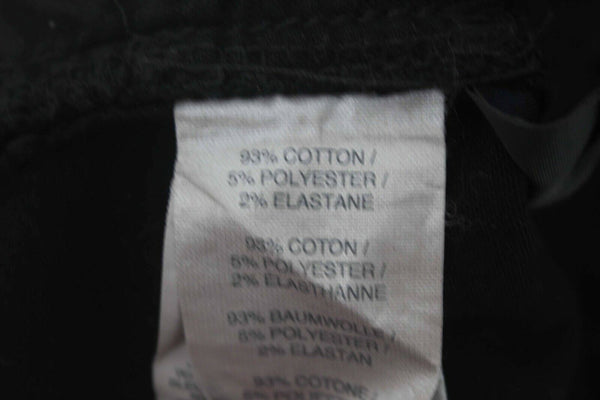 93% COTTON /
5% POLYESTER /
2% ELASTANE
93% COTON /
5% POLYESTER /
2% ELASTHANNE
93% BAUMWOLLE /
5% POLYESTER /
2% ELASTAN
93% COTONE /